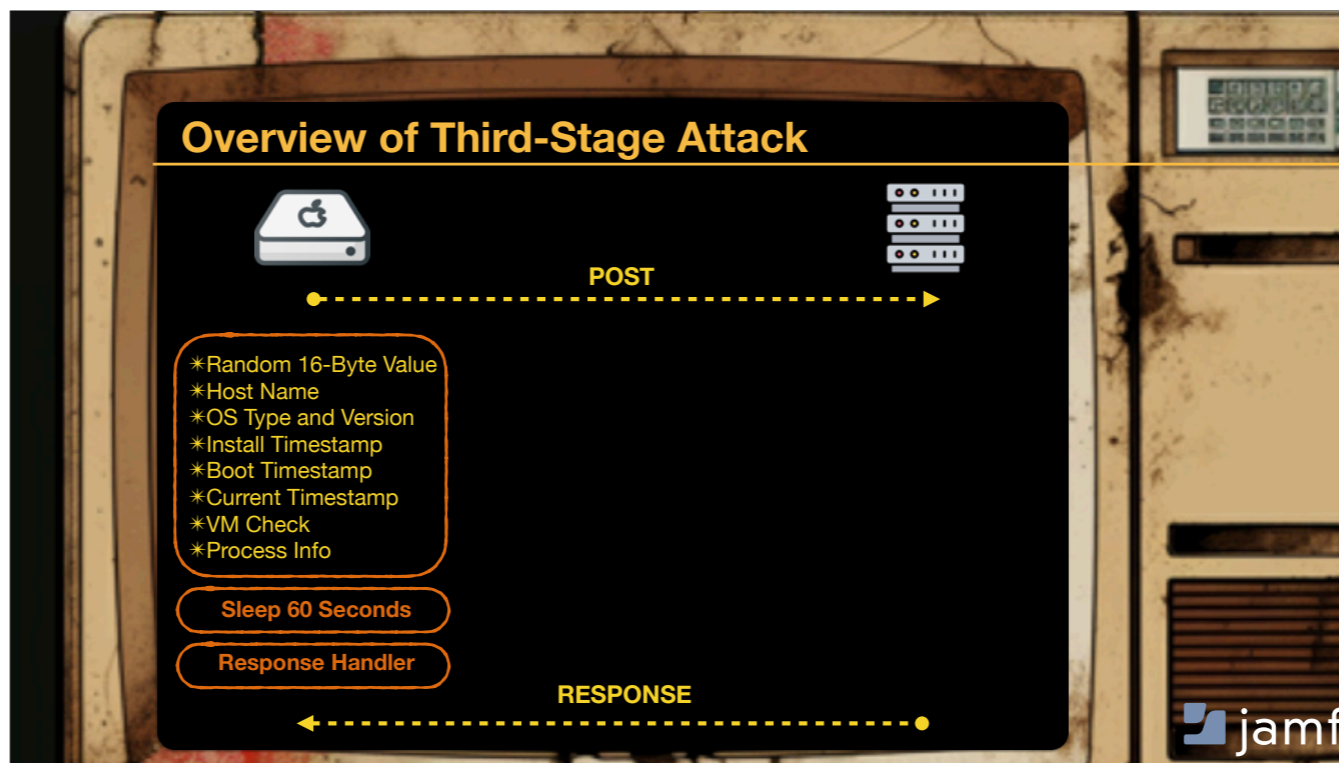 Overview of Third-Stage Attack
POST
✴Random 16-Byte Value
✴Host Name
✴OS Type and Version
✴Install Timestamp
✴Boot Timestamp
✴Current Timestamp
✴VM Check
✴Process Info
Sleep 60 Seconds
Response Handler
RESPONSE
jamf